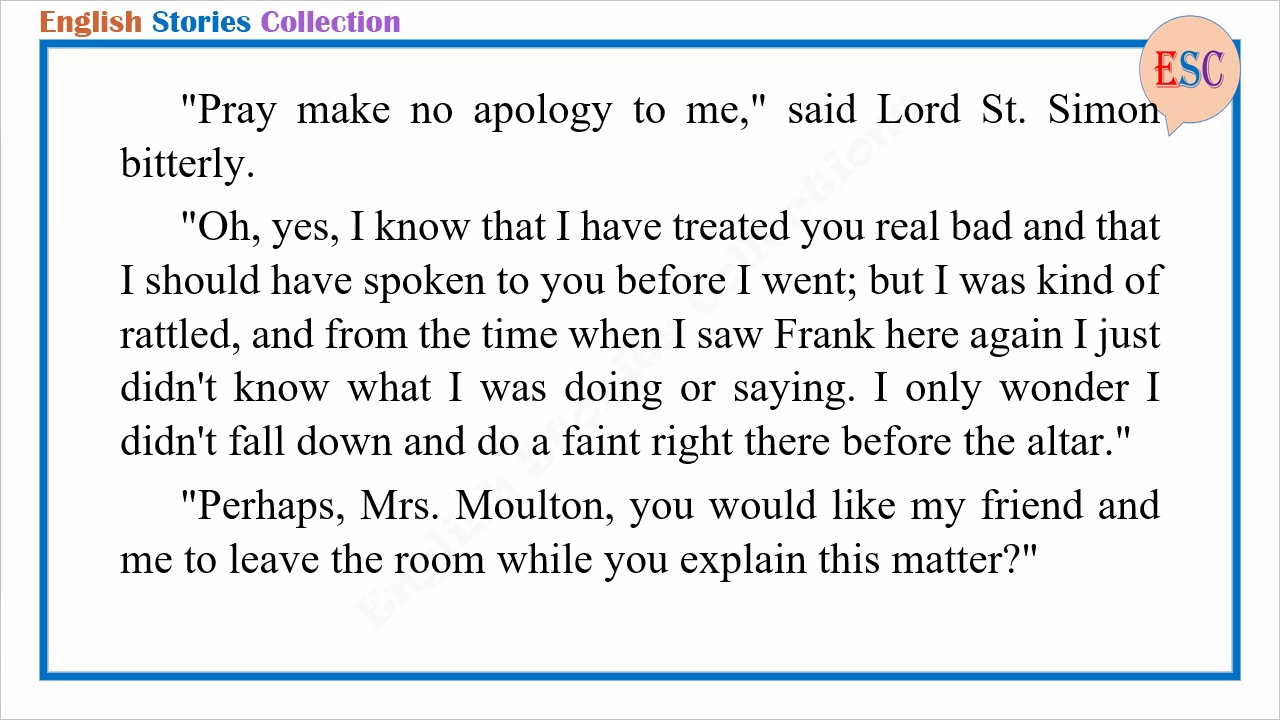 English Stories Collection
ESC
"Pray make no apology to me," said Lord St. Simon
bitterly.
"Oh, yes, I know that I have treated you real bad and that
I should have spoken to you before I went; but I was kind of
rattled, and from the time when I saw Frank here again I just
didn't know what I was doing or saying. I only wonder I
didn't fall down and do a faint right there before the altar."
"Perhaps, Mrs. Moulton, you would like my friend and
me to leave the room while you explain this matter?"
English Stories Collection